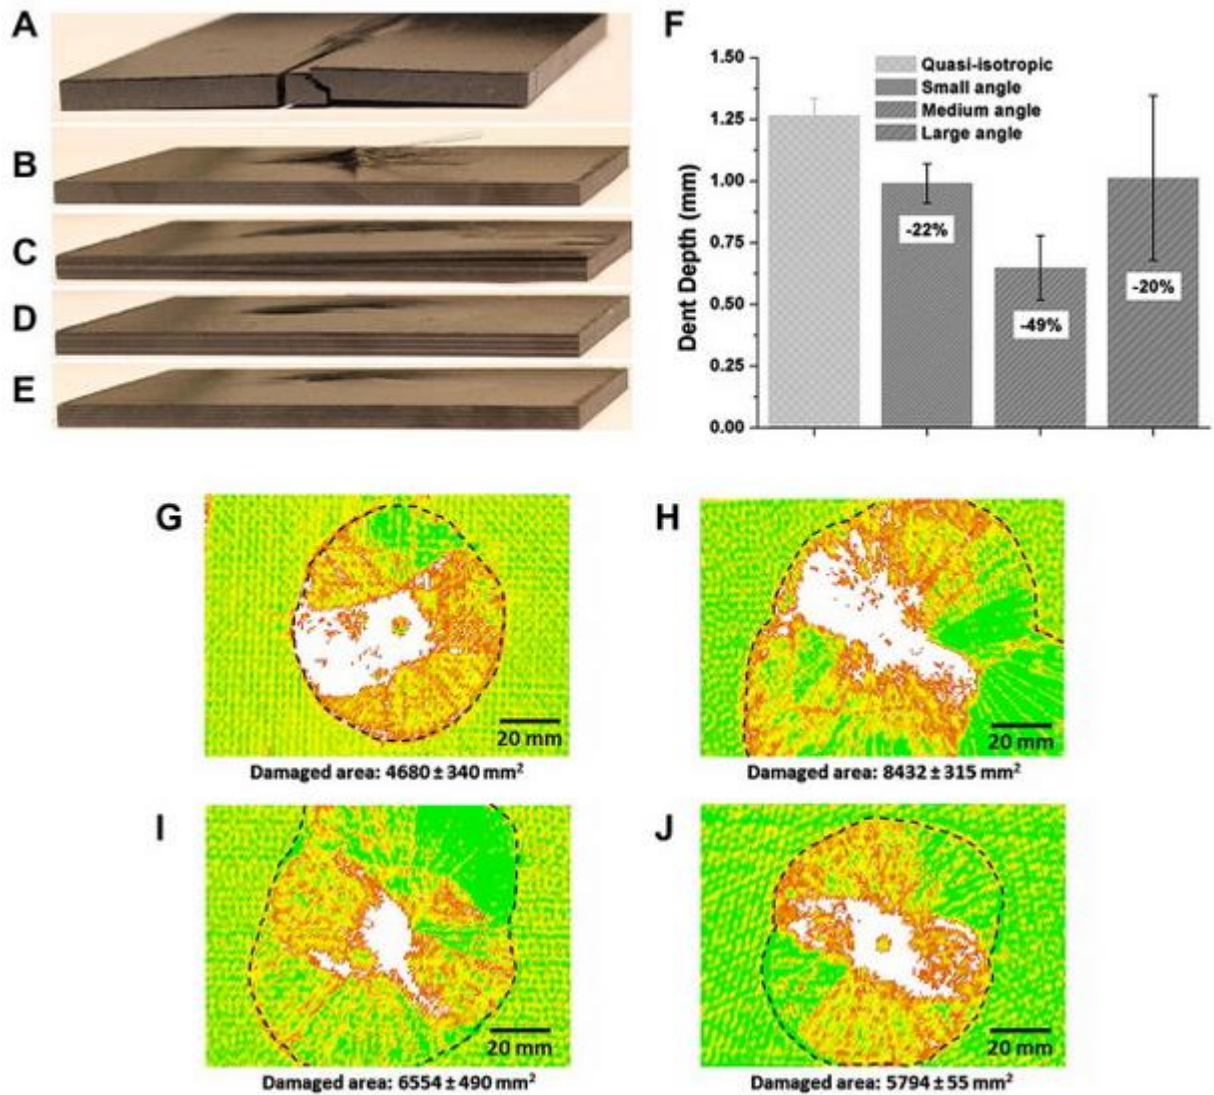 A
B
C
D
E
F
1.50
1.25
1.00
0.75
0.50
0.25
0.00
Dent Depth (mm)
Quasi-isotropic
Small angle
Medium angle
Large angle
-22%
-49%
-20%
G
20 mm
Damaged area: 4680 ± 340 mm²
H
20 mm
Damaged area: 8432 ± 315 mm²
I
20 mm
Damaged area: 6554 ± 490 mm²
J
20 mm
Damaged area: 5794 ± 55 mm²